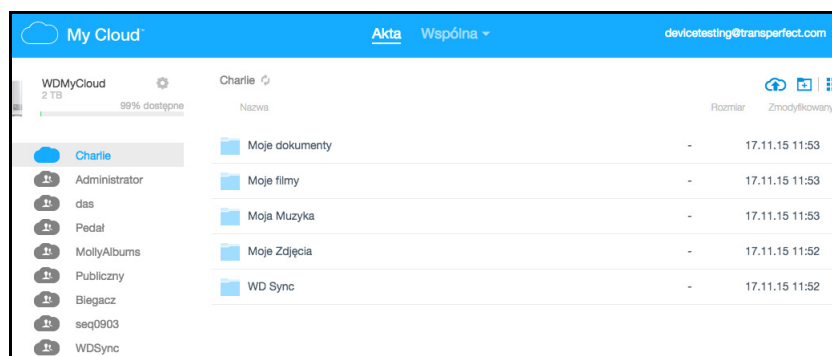 My Cloud™
Akta Wspólna
devicetesting@transperfect.com
WDMyCloud
2 TB
99% dostępne
Charlie
Administrator
das
Pedał
MollyAlbums
Publiczny
Biegacz
seq0903
WDSync
Charlie
Nazwa Rozmiar Zmodyfikowany
Moje dokumenty - 17.11.15 11:53
Moje filmy - 17.11.15 11:53
Moja Muzyka - 17.11.15 11:53
Moje Zdjęcia - 17.11.15 11:52
WD Sync - 17.11.15 11:52